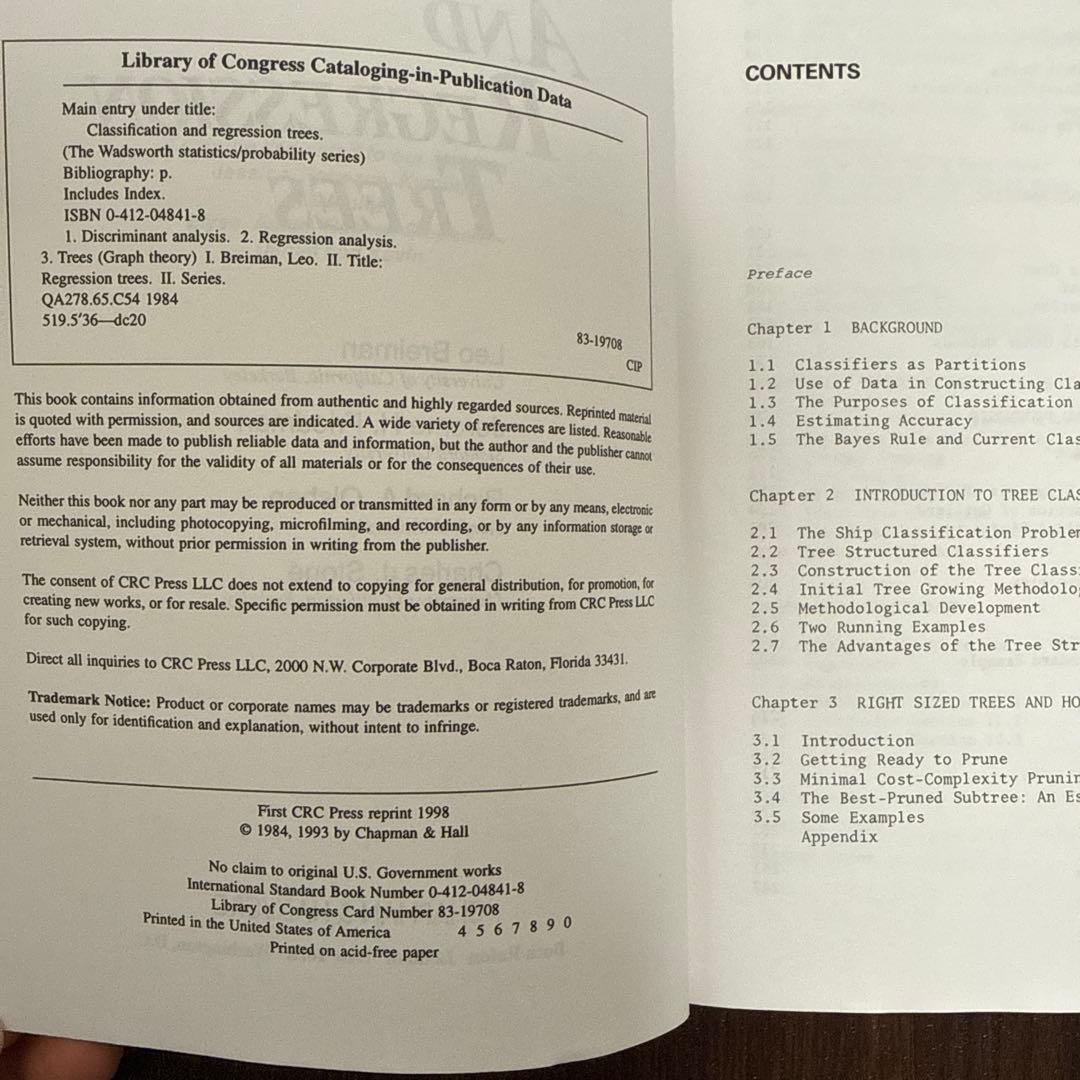 Library of Congress Cataloging-in-Publication Data
Main entry under title:
Classification and regression trees.
(The Wadsworth statistics/probability series)
Bibliography: p.
Includes Index.
ISBN 0-412-04841-8
1. Discriminant analysis. 2. Regression analysis.
3. Trees (Graph theory) I. Breiman, Leo. II. Title:
Regression trees. II. Series.
QA278.65.C54 1984
519.5′36—dc20
83-19708
CIP
This book contains information obtained from authentic and highly regarded sources. Reprinted material
is quoted with permission, and sources are indicated. A wide variety of references are listed. Reasonable
efforts have been made to publish reliable data and information, but the author and the publisher cannot
assume responsibility for the validity of all materials or for the consequences of their use.
Neither this book nor any part may be reproduced or transmitted in any form or by any means, electronic
or mechanical, including photocopying, microfilming, and recording, or by any information storage or
retrieval system, without prior permission in writing from the publisher.
The consent of CRC Press LLC does not extend to copying for general distribution, for promotion, for
creating new works, or for resale. Specific permission must be obtained in writing from CRC Press LLC
for such copying.
Direct all inquiries to CRC Press LLC, 2000 N.W. Corporate Blvd., Boca Raton, Florida 33431.
Trademark Notice: Product or corporate names may be trademarks or registered trademarks, and are
used only for identification and explanation, without intent to infringe.
First CRC Press reprint 1998
© 1984, 1993 by Chapman & Hall
No claim to original U.S. Government works
International Standard Book Number 0-412-04841-8
Library of Congress Card Number 83-19708
Printed in the United States of America 4 5 6 7 8 9 0
Printed on acid-free paper
CONTENTS
Preface
Chapter 1 BACKGROUND
1.1 Classifiers as Partitions
1.2 Use of Data in Constructing Cla
1.3 The Purposes of Classification
1.4 Estimating Accuracy
1.5 The Bayes Rule and Current Clas
Chapter 2 INTRODUCTION TO TREE CLAS
2.1 The Ship Classification Problem
2.2 Tree Structured Classifiers
2.3 Construction of the Tree Class
2.4 Initial Tree Growing Methodolog
2.5 Methodological Development
2.6 Two Running Examples
2.7 The Advantages of the Tree Str
Chapter 3 RIGHT SIZED TREES AND HO
3.1 Introduction
3.2 Getting Ready to Prune
3.3 Minimal Cost-Complexity Prunin
3.4 The Best-Pruned Subtree: An Es
3.5 Some Examples
Appendix